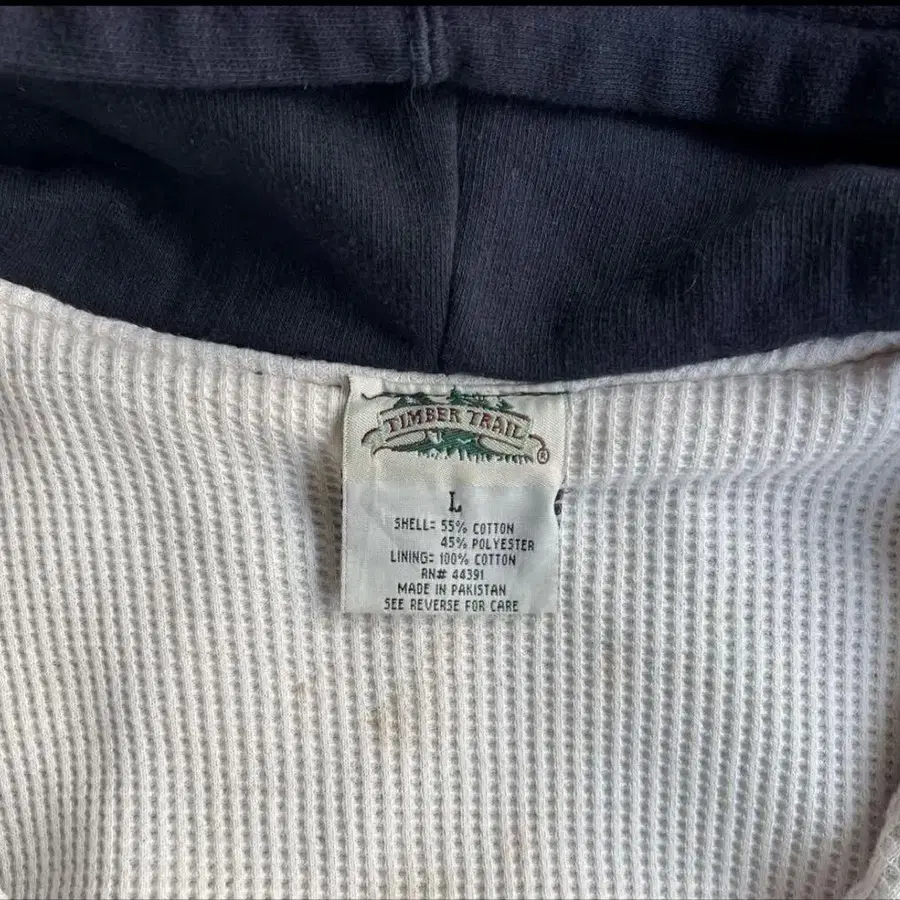 TIMBER TRAIL
®
L
SHELL= 55% COTTON
45% POLYESTER
LINING= 100% COTTON
RN# 44391
MADE IN PAKISTAN
SEE REVERSE FOR CARE